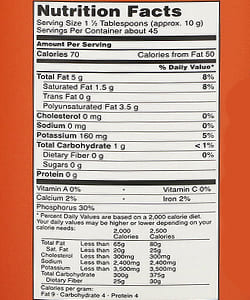 Nutrition Facts
Serving Size 1 ½ Tablespoons (approx. 10 g)
Servings Per Container about 45
Amount Per Serving
Calories 70 Calories from Fat 50
% Daily Value*
Total Fat 5 g 8%
Saturated Fat 1.5 g 8%
Trans Fat 0 g
Polyunsaturated Fat 3.5 g
Cholesterol 0 mg 0%
Sodium 0 mg 0%
Potassium 160 mg 5%
Total Carbohydrate 1 g < 1%
Dietary Fiber 0 g 0%
Sugars 0 g
Protein 0 g
Vitamin A 0% • Vitamin C 0%
Calcium 2% • Iron 2%
Phosphorus 30%
* Percent Daily Values are based on a 2,000 calorie diet.
Your daily values may be higher or lower depending on your
calorie needs:
2,000 2,500
Calories Calories
Total Fat Less than 65g 80g
Sat. Fat Less than 20g 25g
Cholesterol Less than 300mg 300mg
Sodium Less than 2,400mg 2,400mg
Potassium Less than 3,500mg 3,500mg
Total Carbohydrate 300g 375g
Dietary Fiber 25g 30g
Calories per gram:
Fat 9 · Carbohydrate 4 · Protein 4